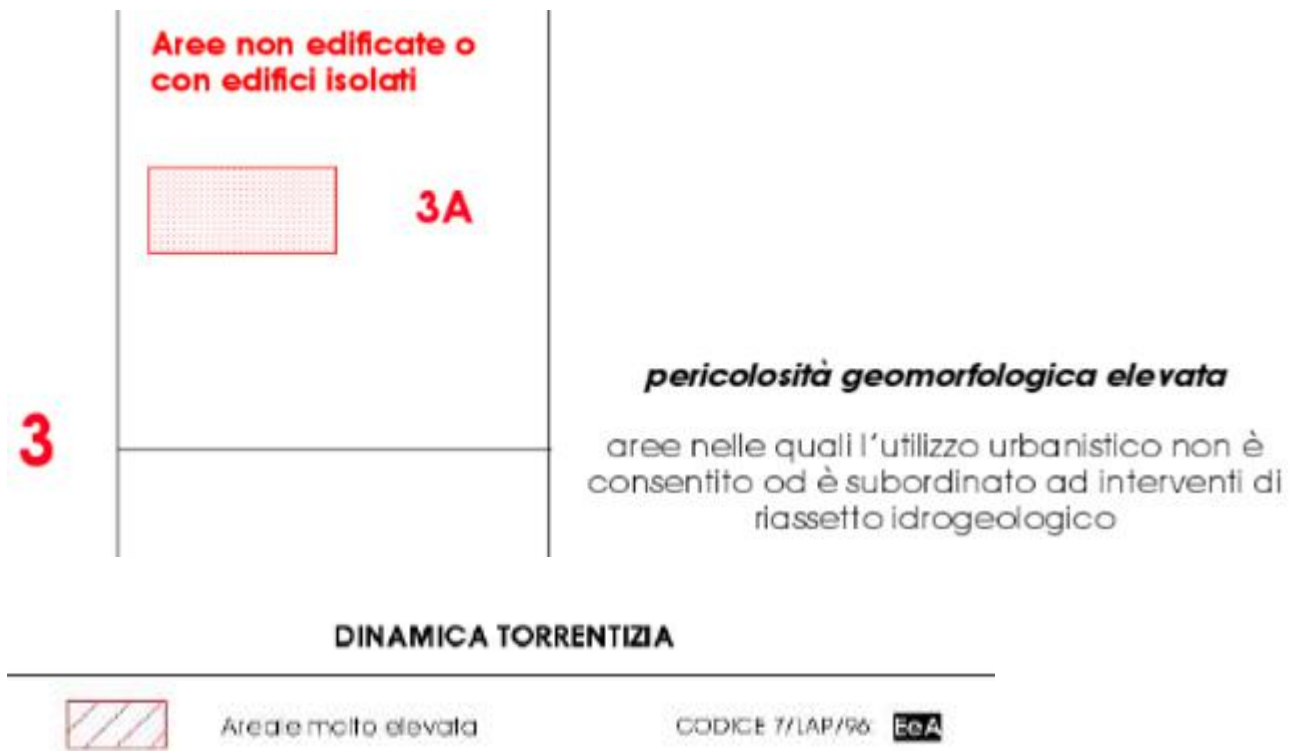 Aree non edificate o
con edifici isolati
3A
3
pericolosità geomorfologica elevata
aree nelle quali l'utilizzo urbanistico non è
consentito od è subordinato ad interventi di
riassetto idrogeologico
DINAMICA TORRENTIZIA
Areale molto elevata
CODICE 7/LAP/96 EeA